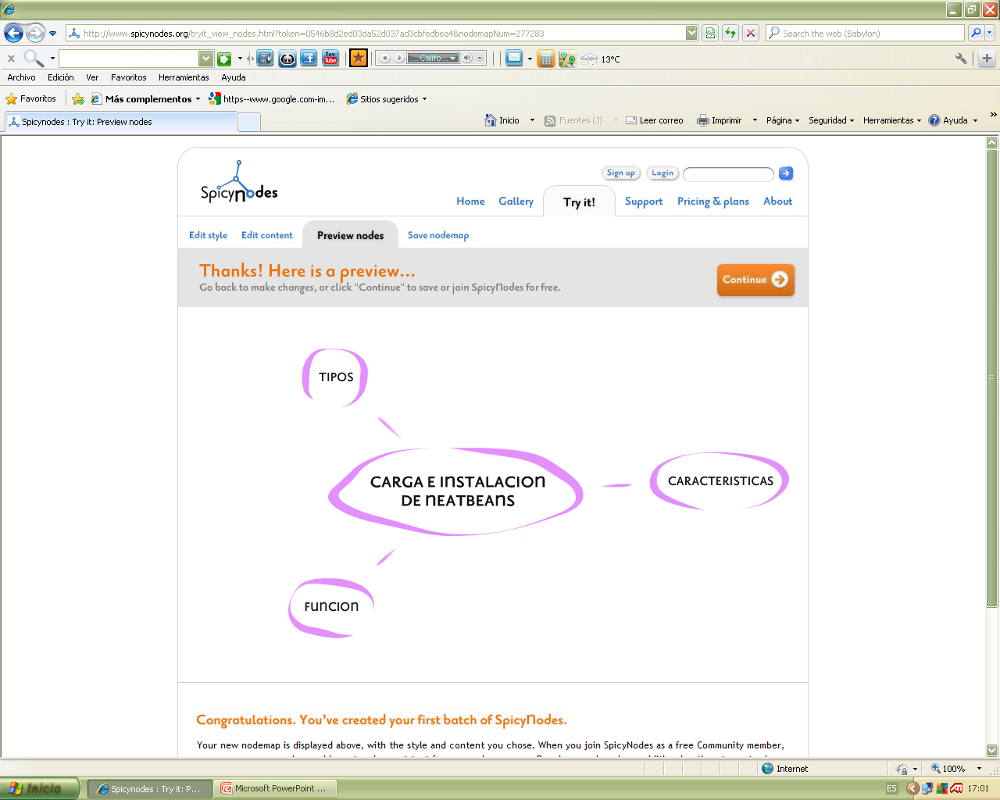 http://www.spicynodes.org/tryit_view_nodes.html?token=0546b8d2ed03da52d037ad3cbfedbea4&nodemapNum=277283
Search the web (Babylon)
You Tube
Califo...
13°C
Archivo Edición Ver Favoritos Herramientas Ayuda
Favoritos Más complementos https--www.google.com-im... Sitios sugeridos
Spicynodes : Try it: Preview nodes
Inicio Fuentes (J) Leer correo Imprimir Página Seguridad Herramientas Ayuda
SpicyNodes
Sign up Login
Home Gallery Try it! Support Pricing & plans About
Edit style Edit content Preview nodes Save nodemap
Thanks! Here is a preview...
Go back to make changes, or click "Continue" to save or join SpicyNodes for free.
Continue
TIPOS
CARGA E INSTALACION
DE NEATBEANS
CARACTERISTICAS
FUNCION
Congratulations. You've created your first batch of SpicyNodes.
Your new nodemap is displayed above, with the style and content you chose. When you join SpicyNodes as a free Community member,
Internet
100%
Inicio
Spicynodes : Try it: P...
Microsoft PowerPoint ...
ES
17:01